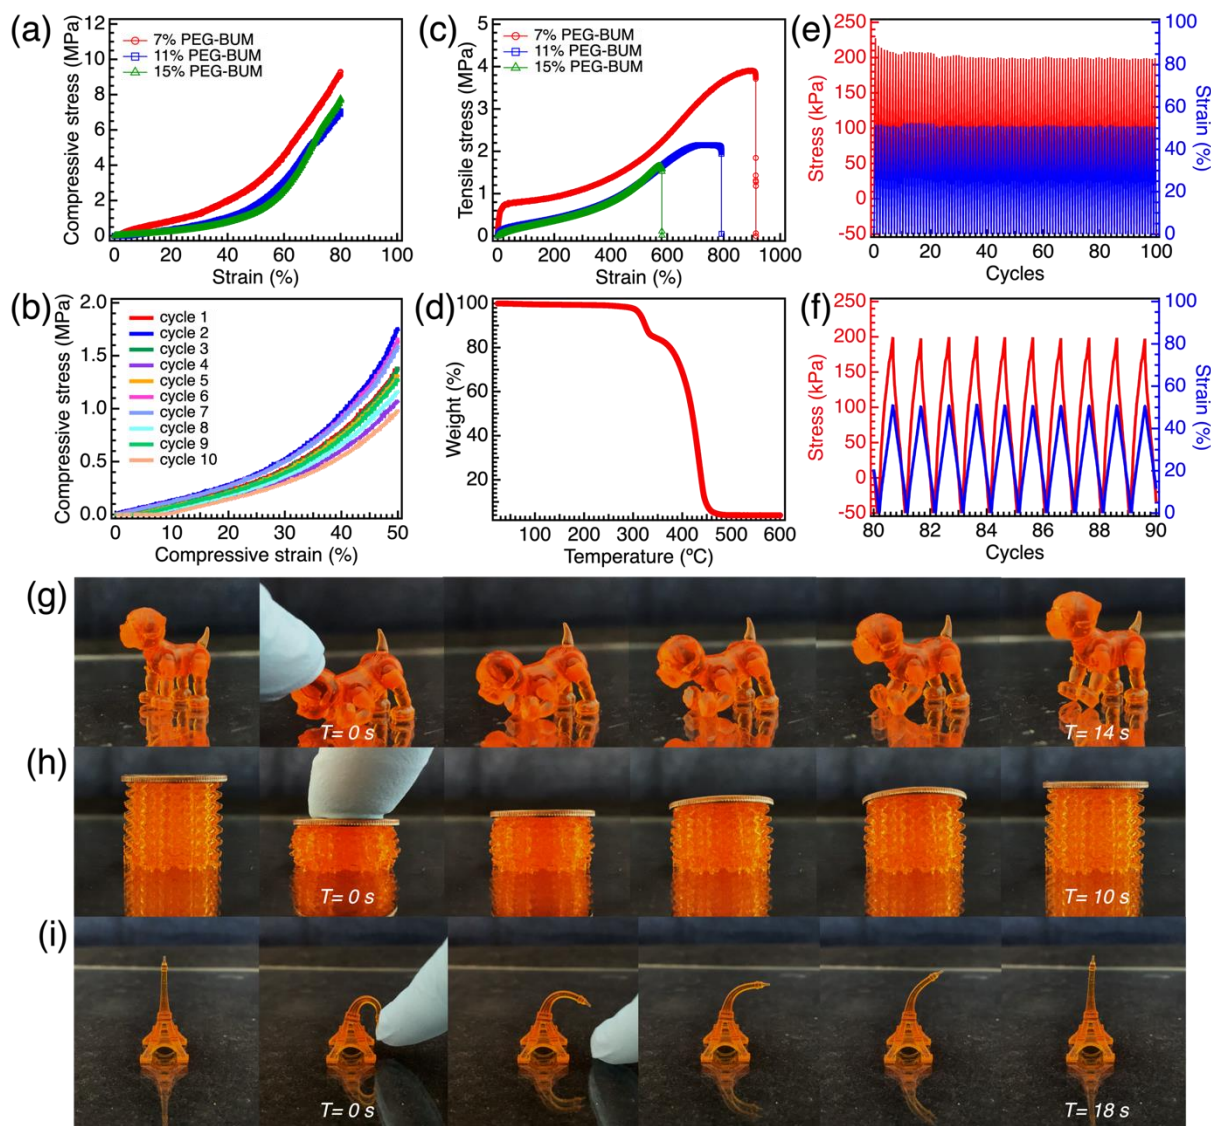 (a)
Compressive stress (MPa)
12
10
8
6
4
2
0
7% PEG-BUM
11% PEG-BUM
15% PEG-BUM
0 20 40 60 80 100
Strain (%)
(c)
Tensile stress (MPa)
5
4
3
2
1
0
7% PEG-BUM
11% PEG-BUM
15% PEG-BUM
0 200 400 600 800 1000
Strain (%)
(e)
Stress (kPa)
250
200
150
100
50
0
-50
100
80
60
40
20
0
Strain (%)
0 20 40 60 80 100
Cycles
(b)
Compressive stress (MPa)
2.0
1.5
1.0
0.5
0.0
cycle 1
cycle 2
cycle 3
cycle 4
cycle 5
cycle 6
cycle 7
cycle 8
cycle 9
cycle 10
0 10 20 30 40 50
Compressive strain (%)
(d)
Weight (%)
100
80
60
40
20
100 200 300 400 500 600
Temperature (ºC)
(f)
Stress (kPa)
250
200
150
100
50
0
-50
100
80
60
40
20
0
Strain (%)
80 82 84 86 88 90
Cycles
(g)
T= 0 s
T= 14 s
(h)
T= 0 s
T= 10 s
(i)
T= 0 s
T= 18 s